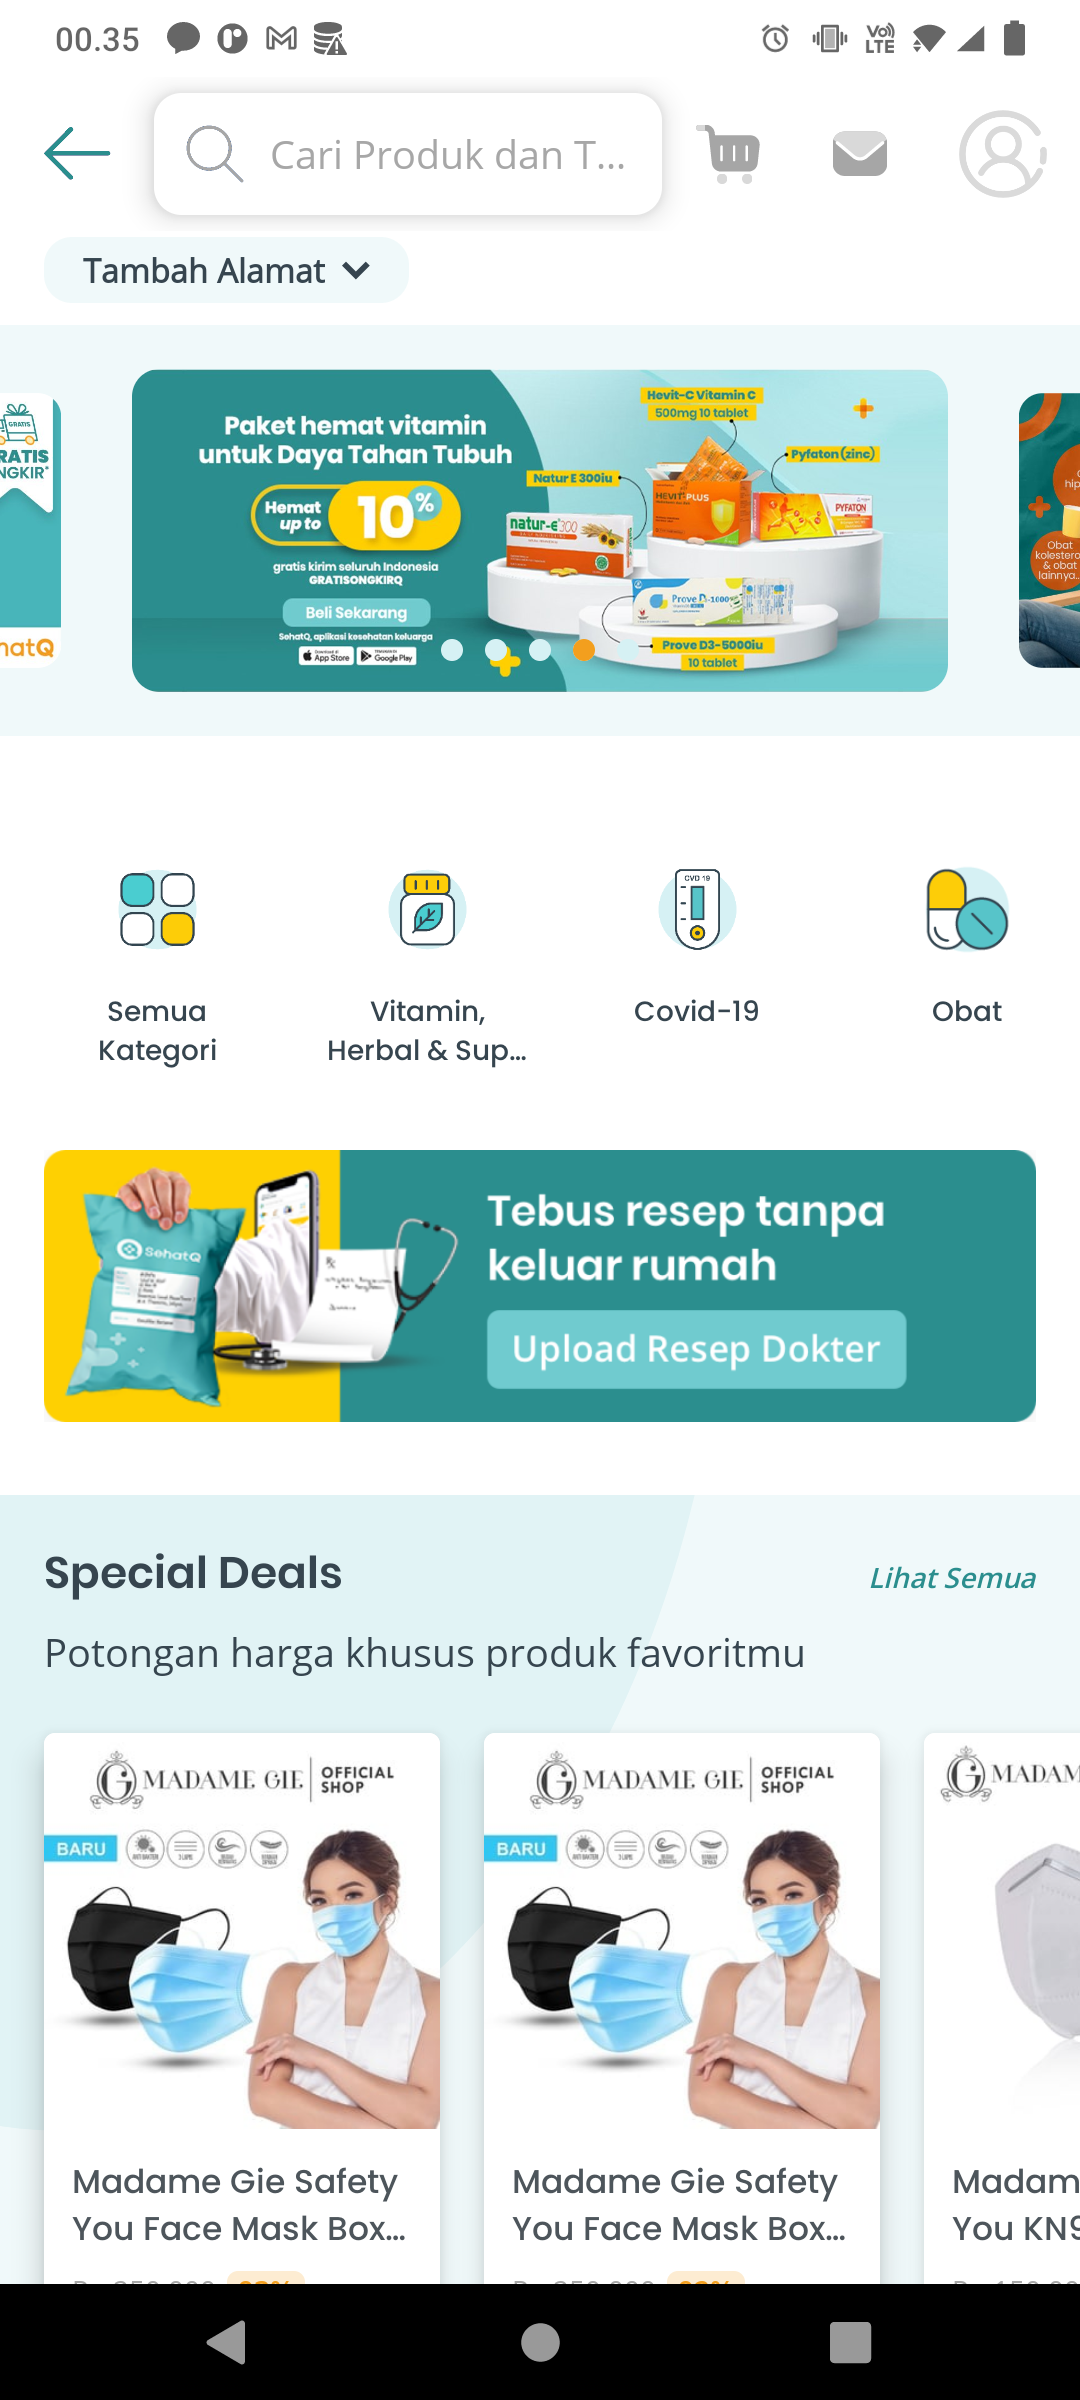 00.35
Cari Produk dan T...
Tambah Alamat
GRATIS
RATIS
NGKIR*
hatQ
Paket hemat vitamin
untuk Daya Tahan Tubuh
Hemat
up to
10%
gratis kirim seluruh Indonesia
GRATISONGKIRQ
Beli Sekarang
SehatQ, aplikasi kesehatan keluarga
App Store
Google Play
Hevit-C Vitamin C
500mg 10 tablet
Pyfaton (zinc)
Natur E 300iu
natur-e 300
HEVIT-C PLUS
PYFATON
Prove D3-1000
Prove D3-5000iu
10 tablet
hip
Obat
kolestero
& obat
lainnya..
Semua
Kategori
Vitamin,
Herbal & Sup...
CVD 19
Covid-19
Obat
SehatQ
Tebus resep tanpa
keluar rumah
Upload Resep Dokter
Special Deals
Lihat Semua
Potongan harga khusus produk favoritmu
G MADAME GIE OFFICIAL SHOP
BARU
Madame Gie Safety
You Face Mask Box...
G MADAME GIE OFFICIAL SHOP
BARU
Madame Gie Safety
You Face Mask Box...
G MADAM
Madam
You KN9